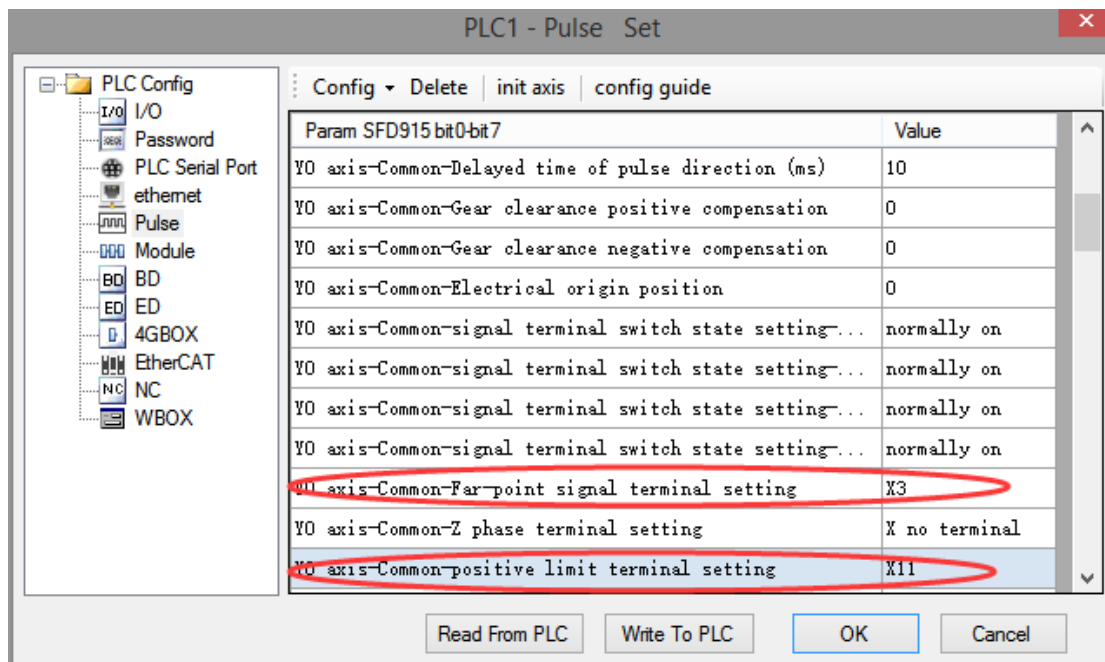 PLC1 - Pulse Set
PLC Config
I/O I/O
Password
PLC Serial Port
ethernet
Pulse
Module
BD BD
ED ED
4GBOX
EtherCAT
NC NC
WBOX
Config Delete init axis config guide
Param SFD915 bit0-bit7 Value
Y0 axis-Common-Delayed time of pulse direction (ms) 10
Y0 axis-Common-Gear clearance positive compensation 0
Y0 axis-Common-Gear clearance negative compensation 0
Y0 axis-Common-Electrical origin position 0
Y0 axis-Common-signal terminal switch state setting-... normally on
Y0 axis-Common-signal terminal switch state setting-... normally on
Y0 axis-Common-signal terminal switch state setting-... normally on
Y0 axis-Common-signal terminal switch state setting-... normally on
Y0 axis-Common-Far-point signal terminal setting X3
Y0 axis-Common-Z phase terminal setting X no terminal
Y0 axis-Common-positive limit terminal setting X11
Read From PLC Write To PLC OK Cancel